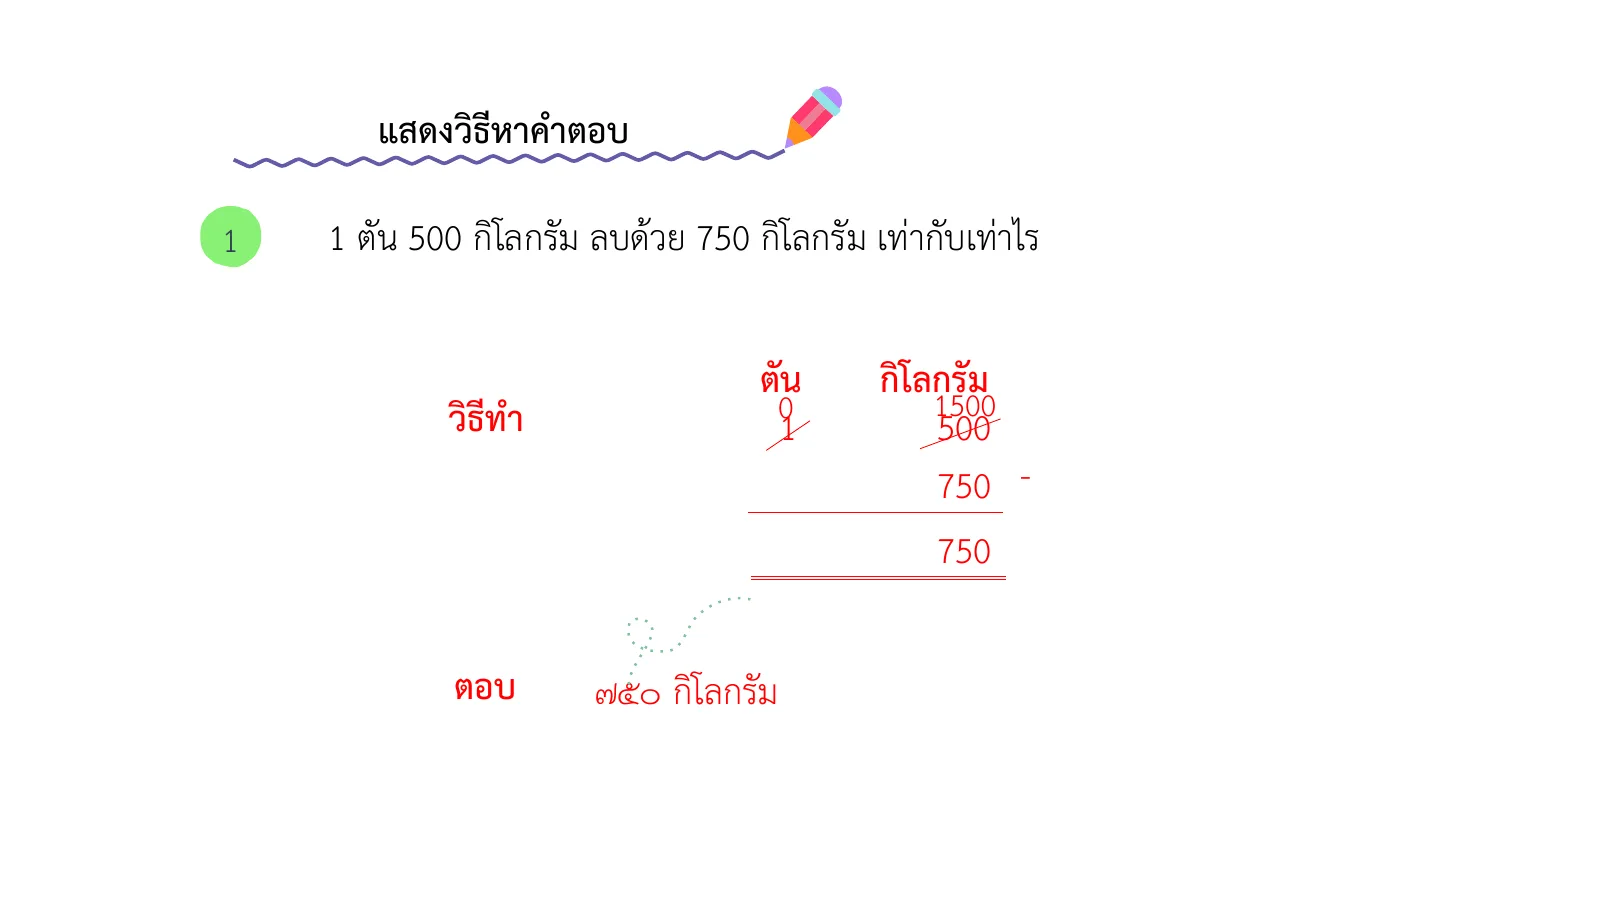 แสดงวิธีหาคำตอบ
1 1 ตัน 500 กิโลกรัม ลบด้วย 750 กิโลกรัม เท่ากับเท่าไร
ตัน กิโลกรัม
0 1500
วิธีทำ 1 500
750 -
750
ตอบ ๗๕๐ กิโลกรัม